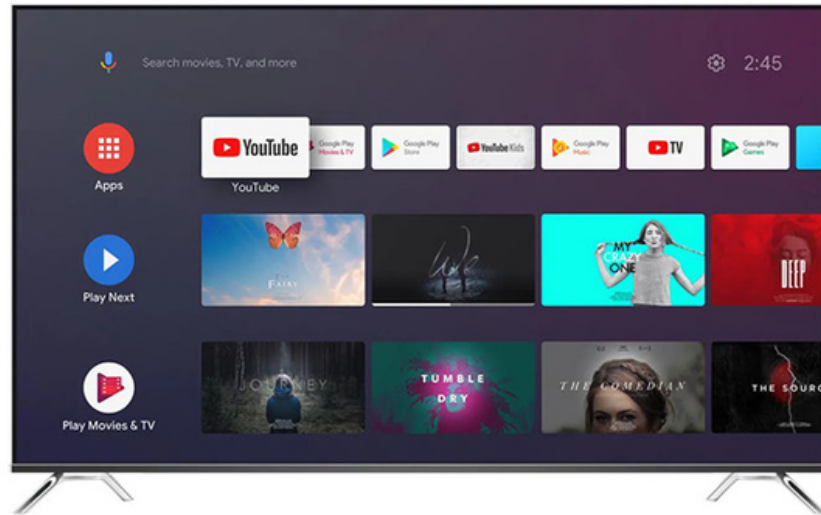 Search movies, TV, and more
2:45
Apps
YouTube
Google Play
Movies & TV
Google Play
Store
YouTube Kids
Google Play
Music
TV
Google Play
Games
YouTube
Play Next
FAIRY
MY
CRAZY
ONE
DEEP
Play Movies & TV
JOURNEY
TUMBLE
DRY
THE COMEDIAN
THE SOURC